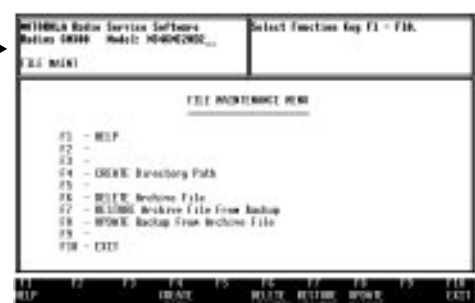 MOTOROLA Radio Service Software
Radius GM300 Model:
Select Function Key F1 - F10.
FILE MAINT
FILE MAINTENANCE MENU
F1 - HELP
F2 -
F3 -
F4 - CREATE Directory Path
F5 -
F6 - DELETE Archive File
F7 - RESTORE Archive File From Backup
F8 - UPDATE Backup From Archive File
F9 -
F10 - EXIT
F1 F2 F3 F4 F5 F6 F7 F8 F9 F10
HELP CREATE DELETE RESTORE UPDATE EXIT